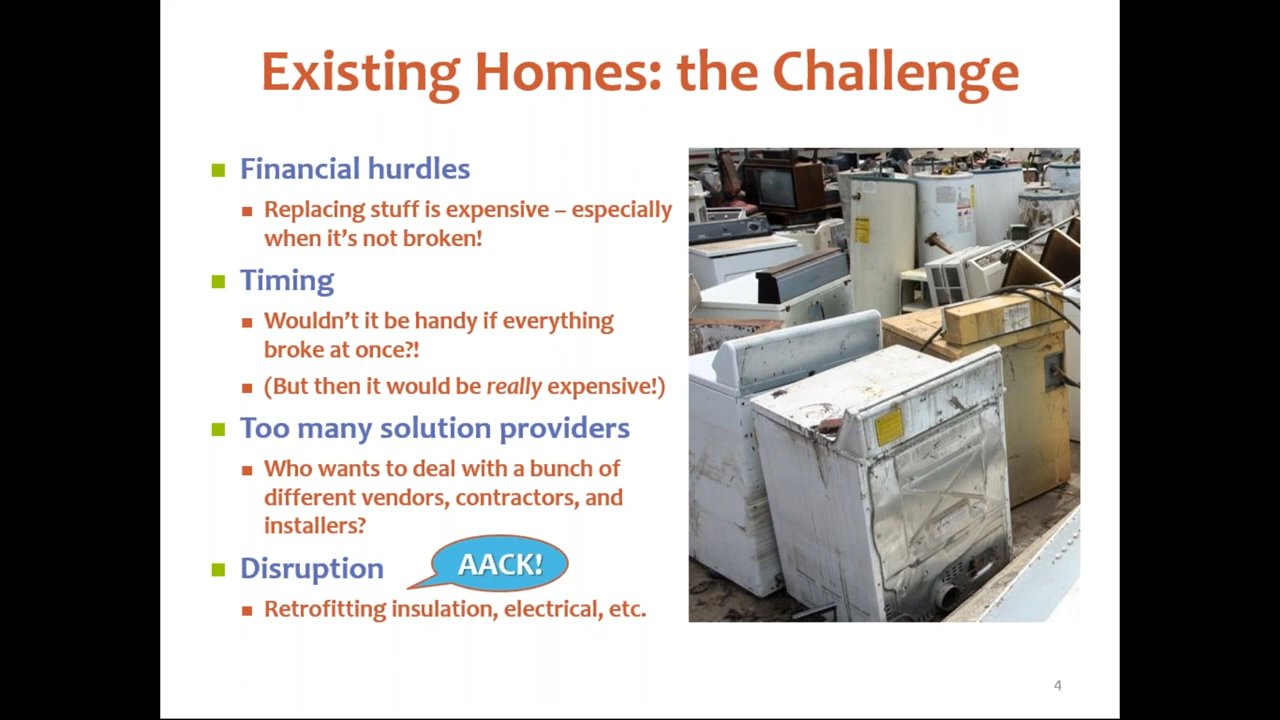 Existing Homes: the Challenge
Financial hurdles
Replacing stuff is expensive – especially
when it's not broken!
Timing
Wouldn't it be handy if everything
broke at once?!
(But then it would be really expensive!)
Too many solution providers
Who wants to deal with a bunch of
different vendors, contractors, and
installers?
Disruption
AACK!
Retrofitting insulation, electrical, etc.
4